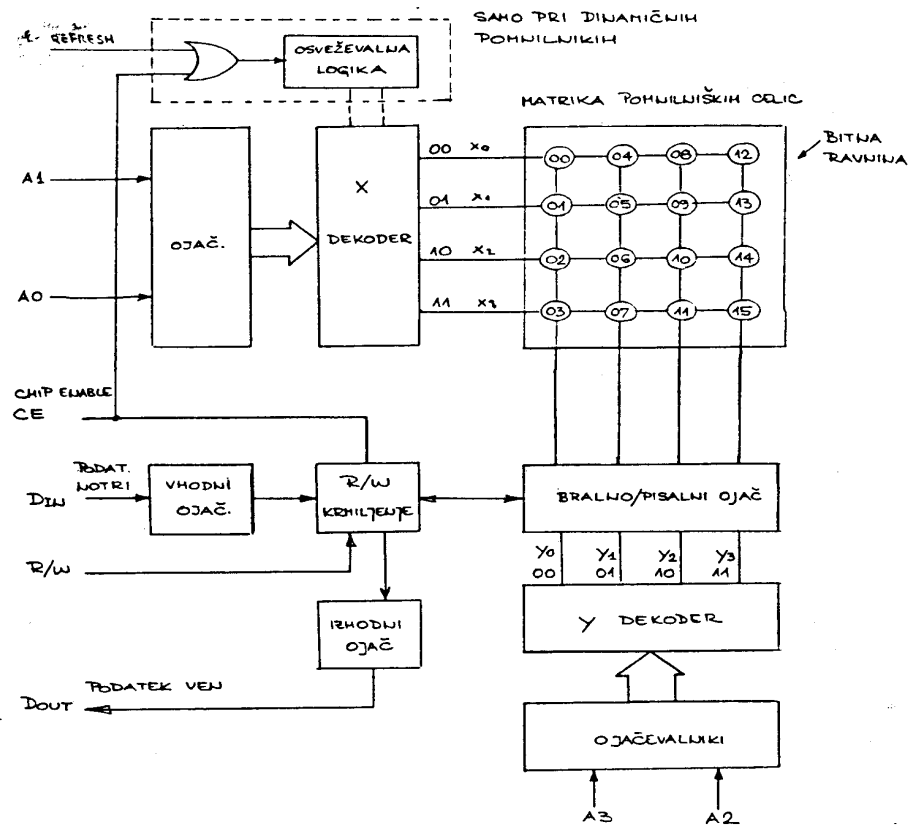 SAMO PRI DINAMIČNIH
POMNILNIKIH
REFRESH
OSVEŽEVALNA
LOGIKA
MATRIKA POMNILNIŠKIH CELIC
BITNA
RAVNINA
A1
A0
OJAČ.
X
DEKODER
00 X0
01 X1
10 X2
11 X3
00 04 08 12
01 05 09 13
02 06 10 14
03 07 11 15
CHIP ENABLE
CE
PODAT.
NOTRI
DIN
VHODNI
OJAČ.
R/W
KRMILJENJE
BRALNO/PISALNI OJAČ
R/W
Y0 Y1 Y2 Y3
00 01 10 11
Y DEKODER
IZHODNI
OJAČ
PODATEK VEN
DOUT
OJAČEVALNIKI
A3 A2